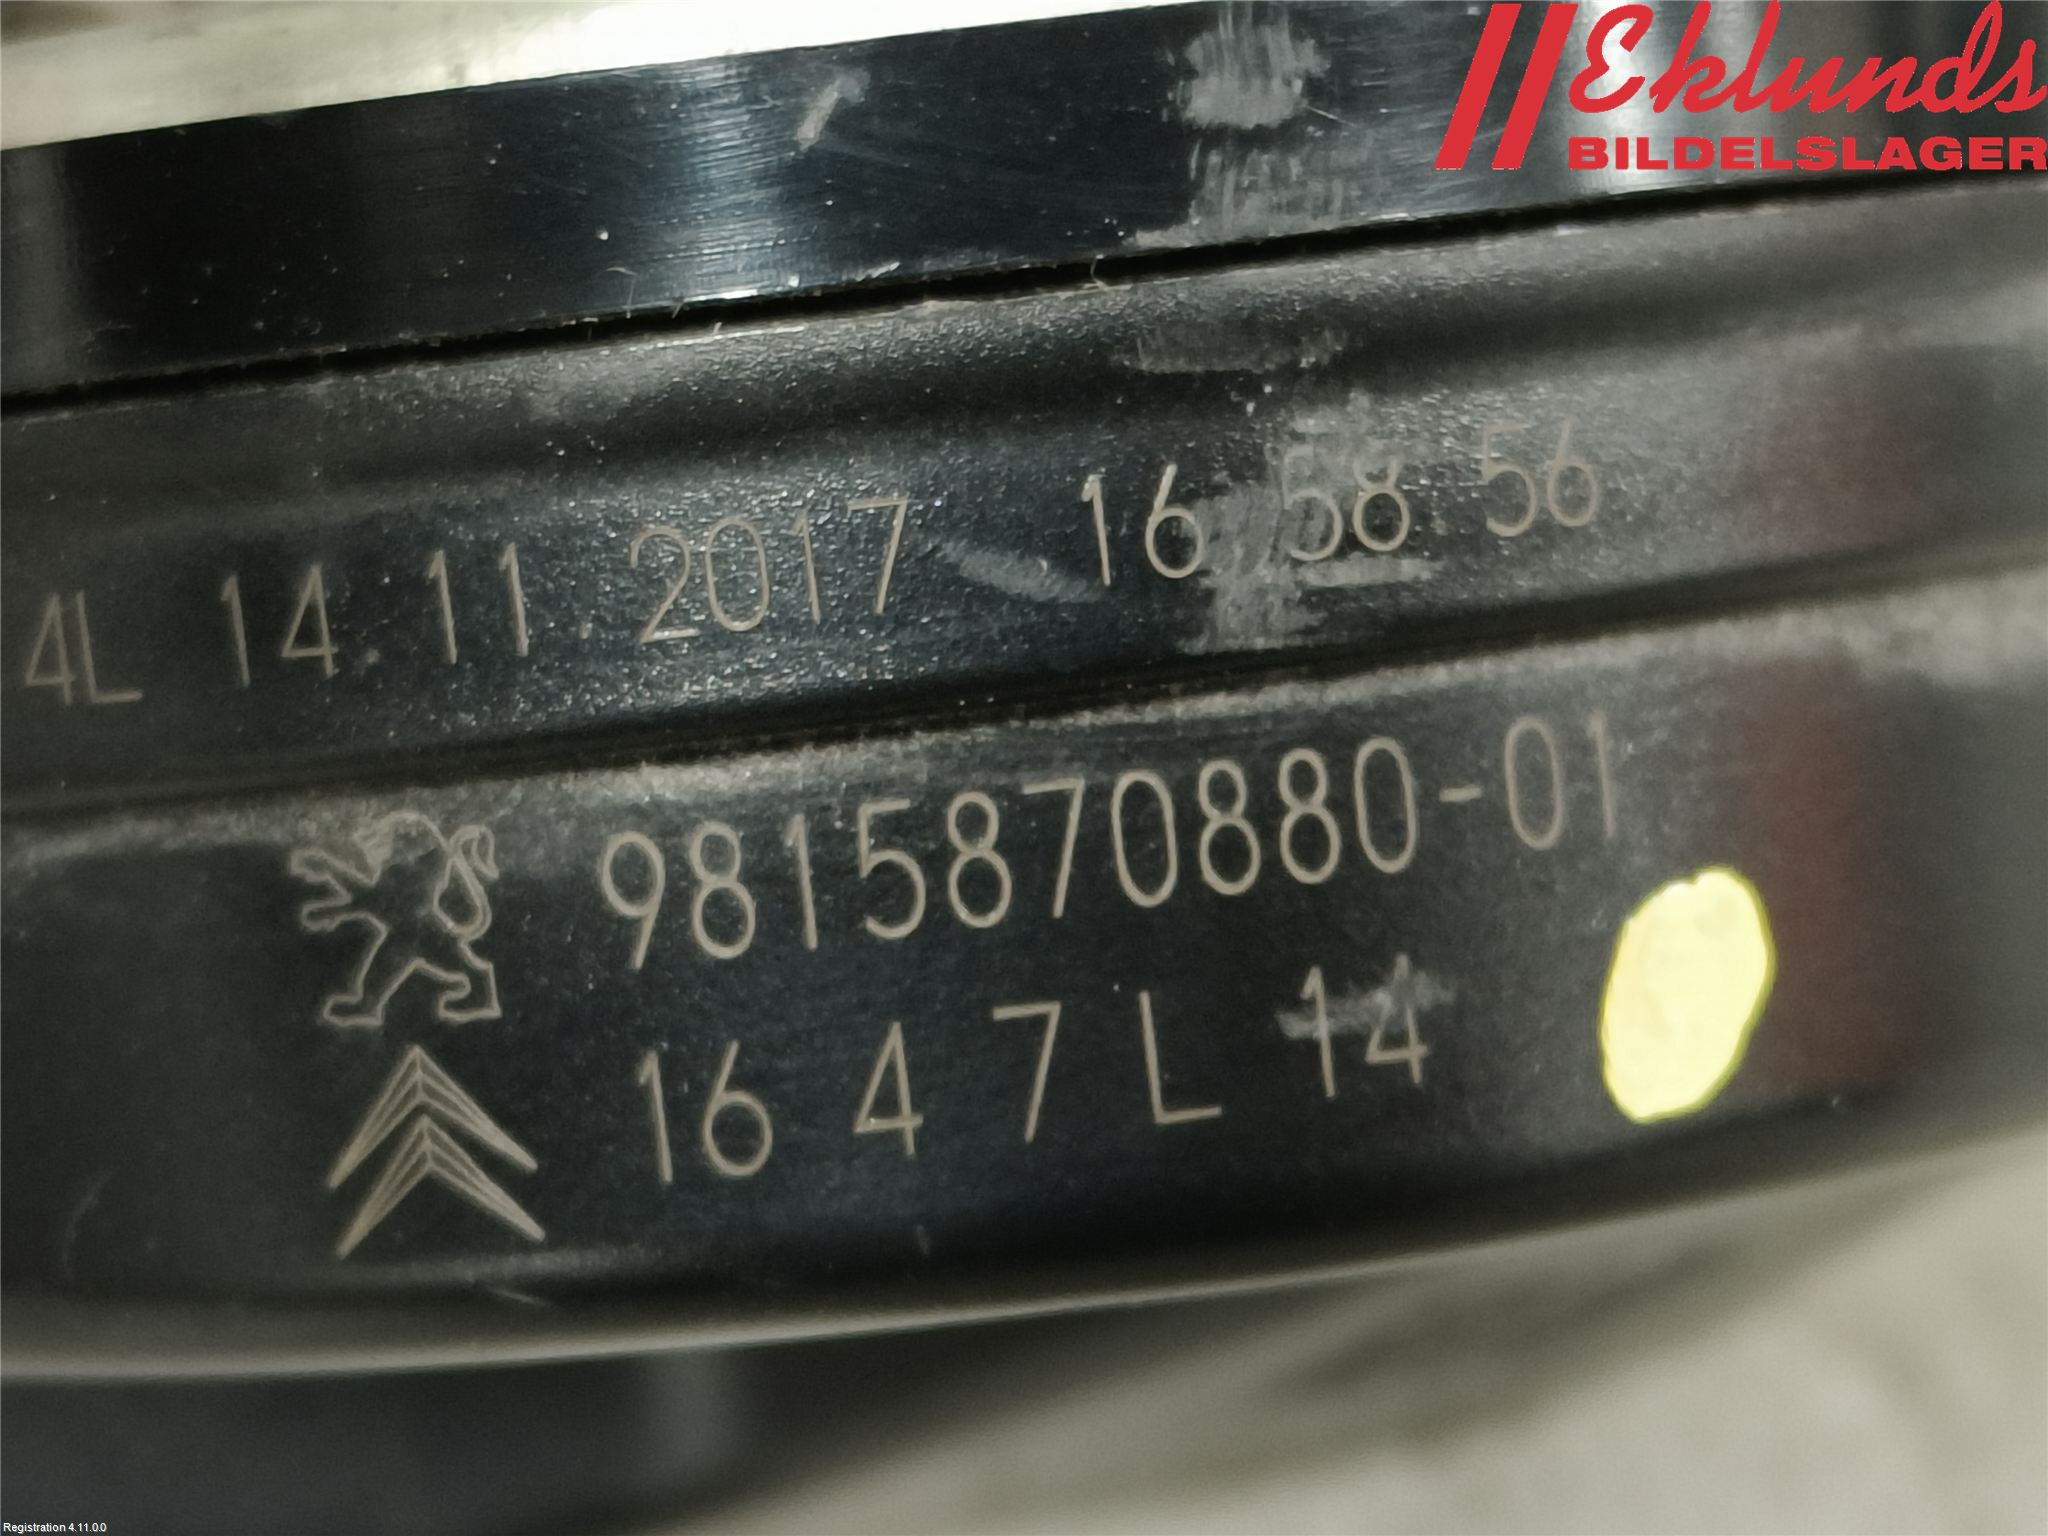 Eklunds
BILDELSLAGER
4L 14.11.2017 16 58 56
9815870880-01
16 4 7 L 14
Registration 4.11.0.0